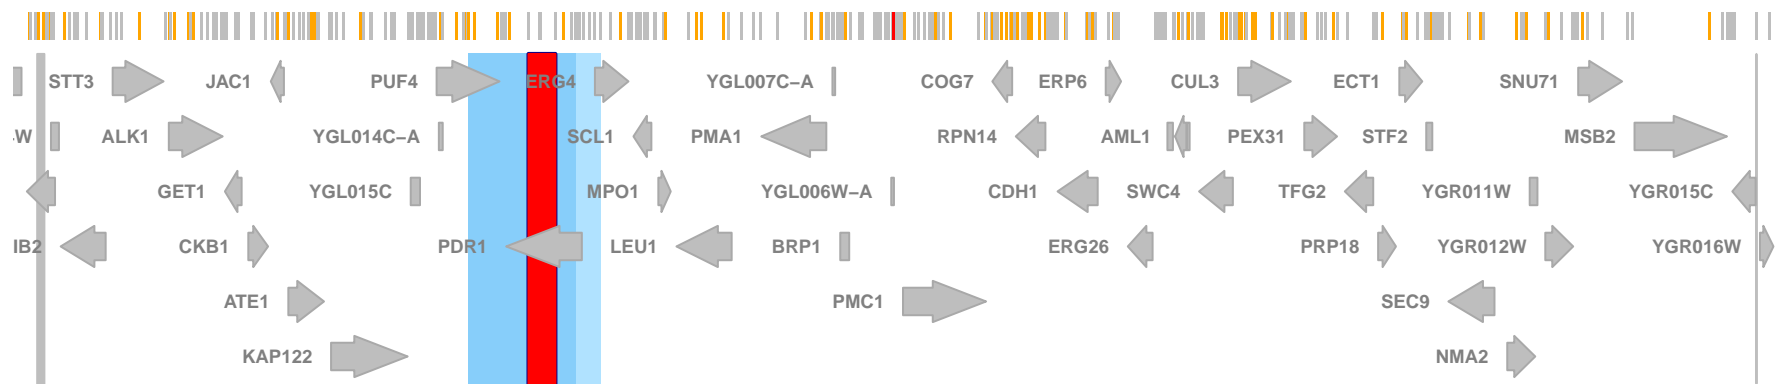 STT3 JAC1 PUF4 ERG4 YGL007C-A COG7 ERP6 CUL3 ECT1 SNU71
-W ALK1 YGL014C-A SCL1 PMA1 RPN14 AML1 PEX31 STF2 MSB2
GET1 YGL015C MPO1 YGL006W-A CDH1 SWC4 TFG2 YGR011W YGR015C
IB2 CKB1 PDR1 LEU1 BRP1 ERG26 PRP18 YGR012W YGR016W
ATE1 PMC1 SEC9
KAP122 NMA2